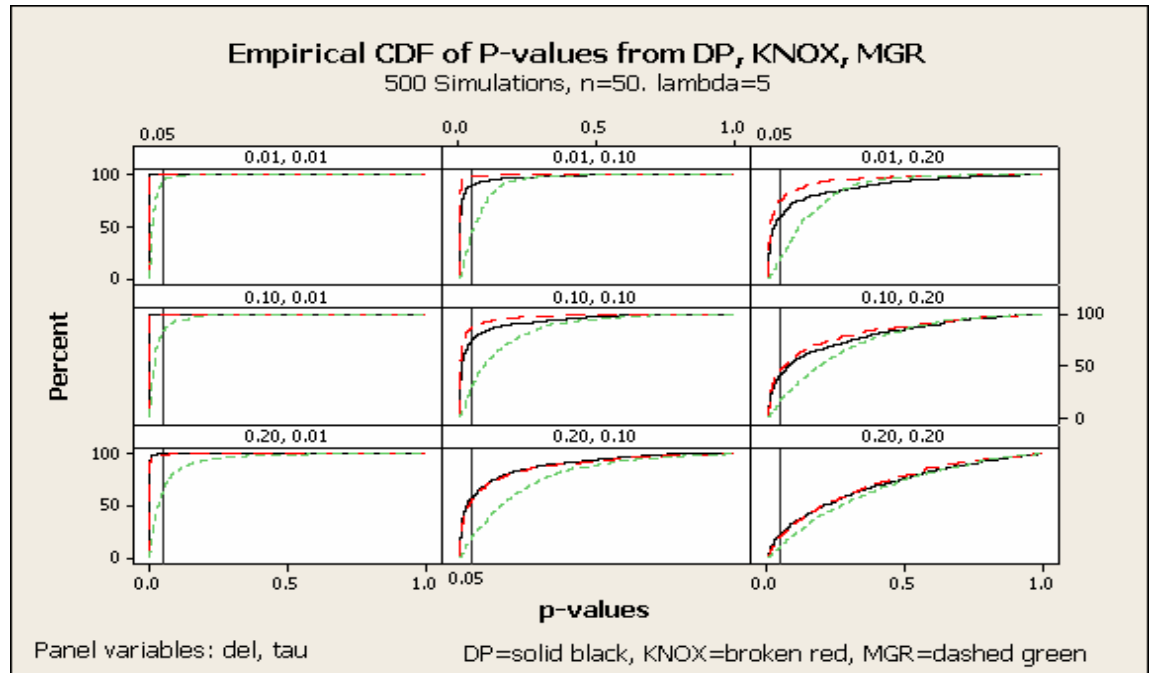 Empirical CDF of P-values from DP, KNOX, MGR
500 Simulations, n=50. lambda=5
0.05 0.0 0.5 1.0 0.05
0.01, 0.01 0.01, 0.10 0.01, 0.20
100
50
0
0.10, 0.01 0.10, 0.10 0.10, 0.20
100
50
0
Percent
0.20, 0.01 0.20, 0.10 0.20, 0.20
100
50
0
0.0 0.5 1.0 0.05 0.0 0.5 1.0
p-values
Panel variables: del, tau
DP=solid black, KNOX=broken red, MGR=dashed green